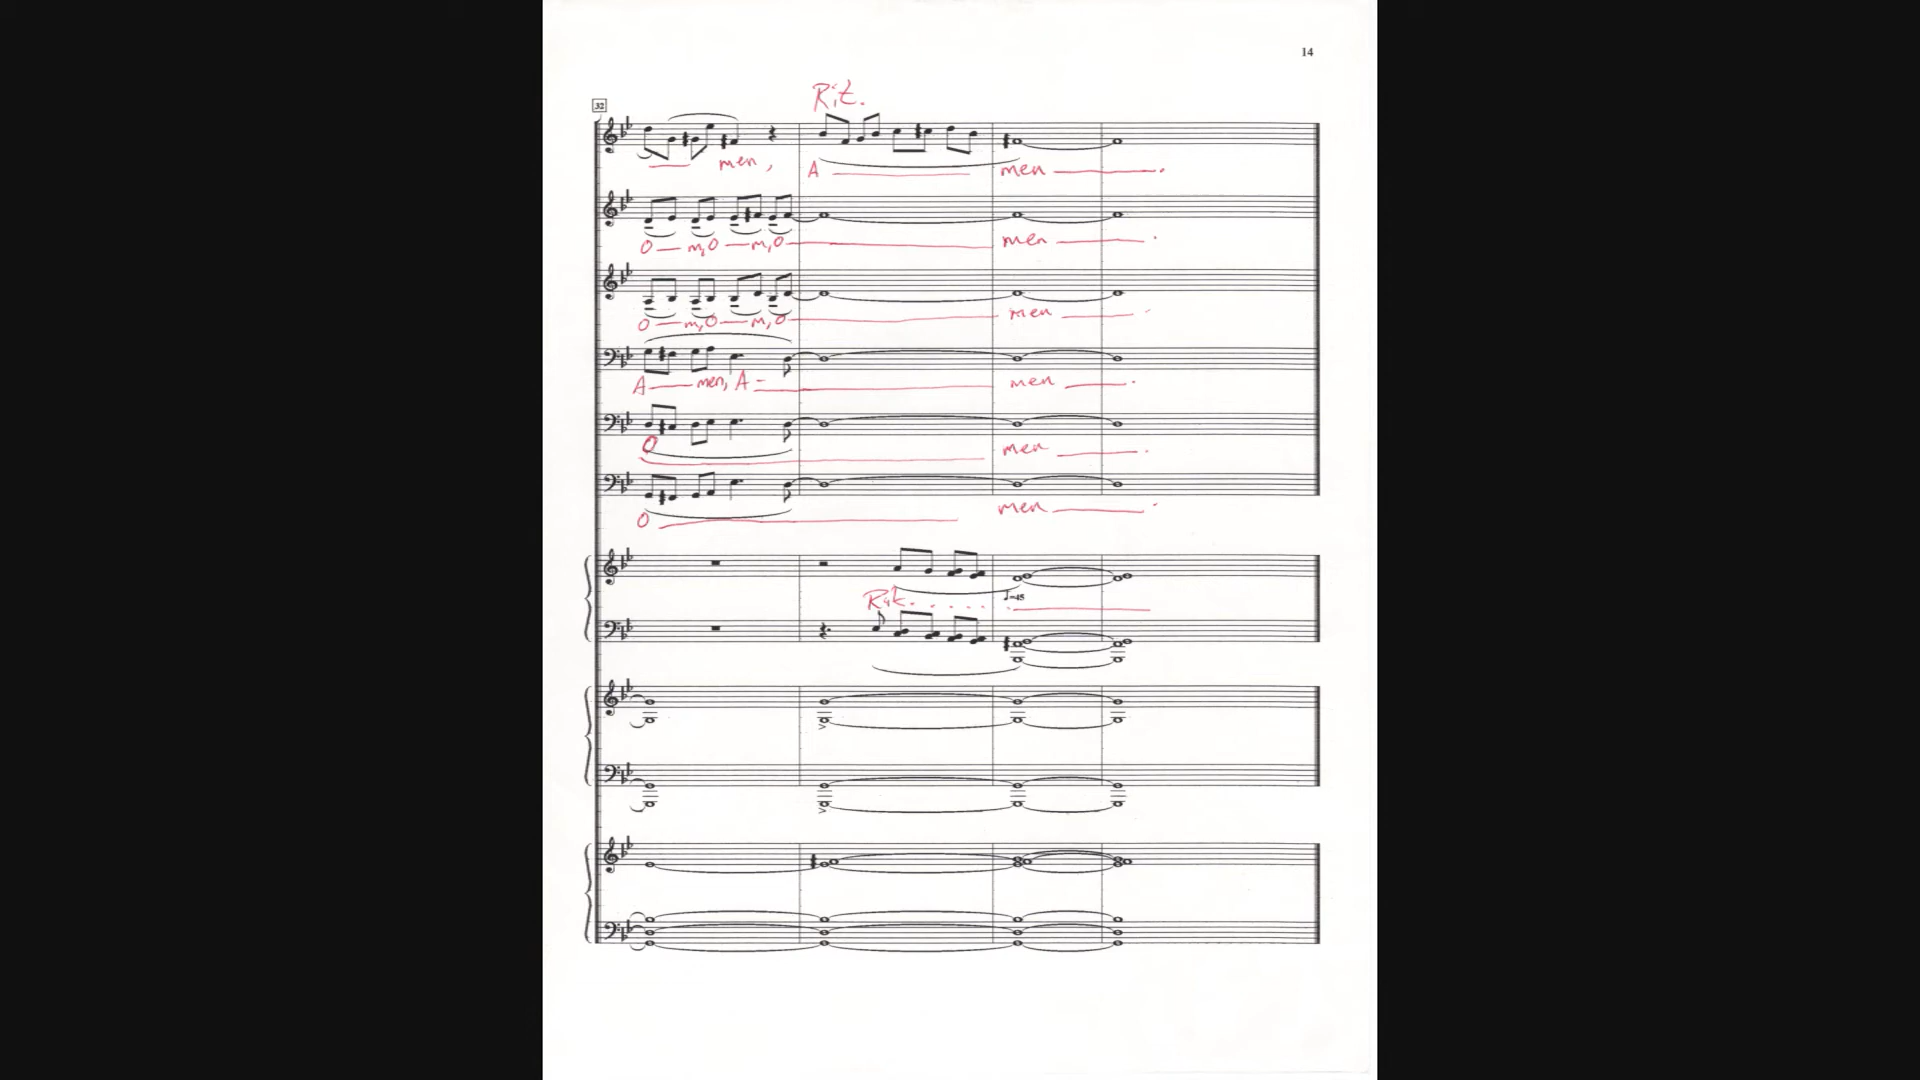 14
Rit.
32
men, A men .
O m, O m, O men .
O m, O m, O men .
A men, A - men .
O men .
O men .
Rit. . . . . . ♩=45